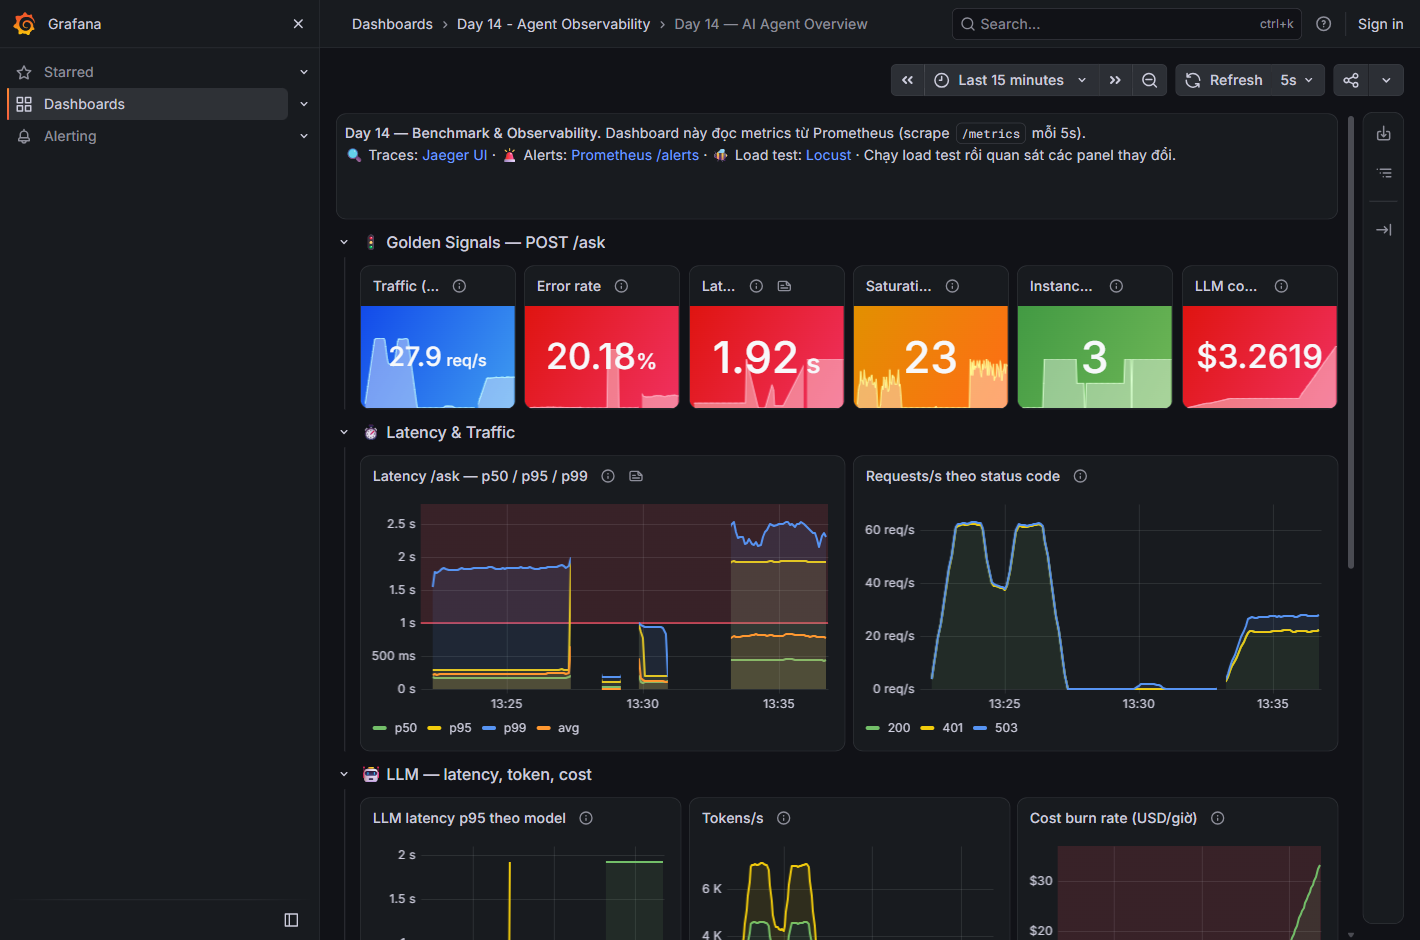 Grafana
Dashboards › Day 14 - Agent Observability › Day 14 — AI Agent Overview
Search...
ctrl+k
Sign in
Starred
Dashboards
Alerting
Last 15 minutes
Refresh
5s
Day 14 — Benchmark & Observability. Dashboard này đọc metrics từ Prometheus (scrape /metrics mỗi 5s).
Traces: Jaeger UI · Alerts: Prometheus /alerts · Load test: Locust · Chạy load test rồi quan sát các panel thay đổi.
Golden Signals — POST /ask
Traffic (...
Error rate
Lat...
Saturati...
Instanc...
LLM co...
27.9 req/s
20.18%
1.92 s
23
3
$3.2619
Latency & Traffic
Latency /ask — p50 / p95 / p99
2.5 s
2 s
1.5 s
1 s
500 ms
0 s
13:25
13:30
13:35
p50
p95
p99
avg
Requests/s theo status code
60 req/s
40 req/s
20 req/s
0 req/s
13:25
13:30
13:35
200
401
503
LLM — latency, token, cost
LLM latency p95 theo model
2 s
1.5 s
Tokens/s
6 K
4 K
Cost burn rate (USD/giờ)
$30
$20